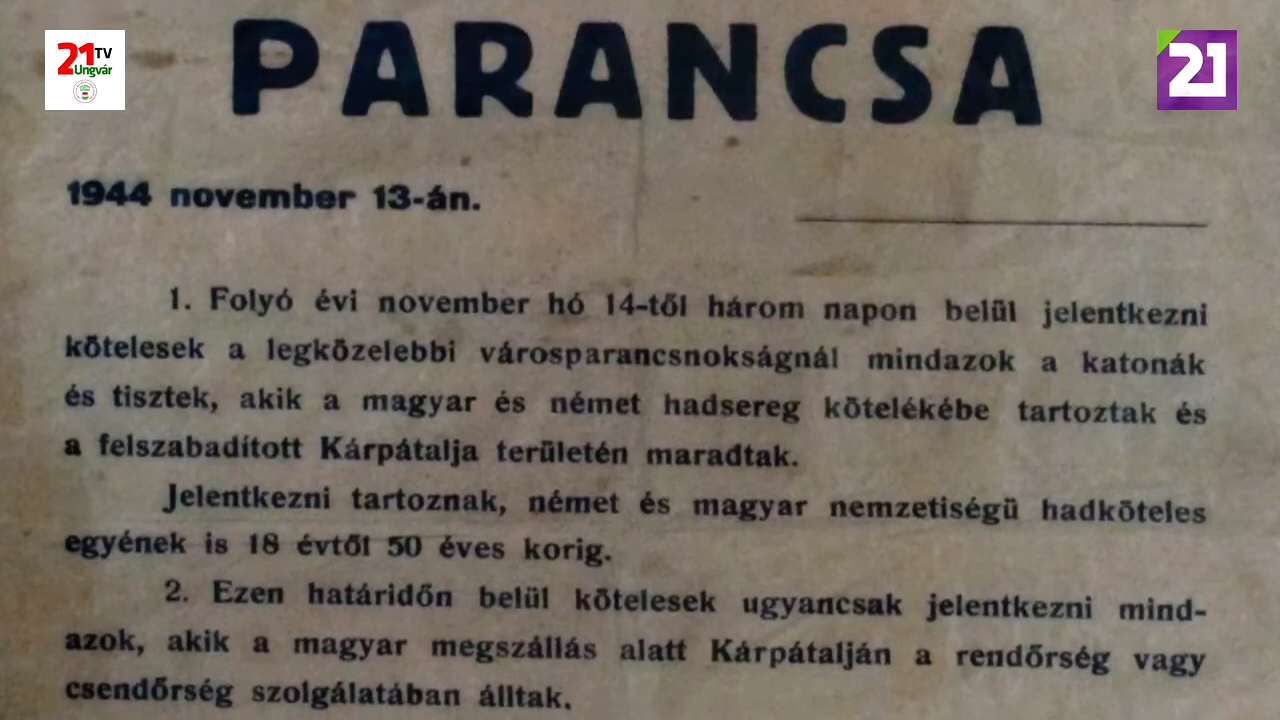 21 TV
Ungvár
21
PARANCSA
1944 november 13-án.
1. Folyó évi november hó 14-től három napon belül jelentkezni
kötelesek a legközelebbi városparancsnokságnál mindazok a katonák
és tisztek, akik a magyar és német hadsereg kötelékébe tartoztak és
a felszabadított Kárpátalja területén maradtak.
Jelentkezni tartoznak, német és magyar nemzetiségü hadköteles
egyének is 18 évtől 50 éves korig.
2. Ezen határidőn belül kötelesek ugyancsak jelentkezni mind-
azok, akik a magyar megszállás alatt Kárpátalján a rendőrség vagy
csendőrség szolgálatában álltak.